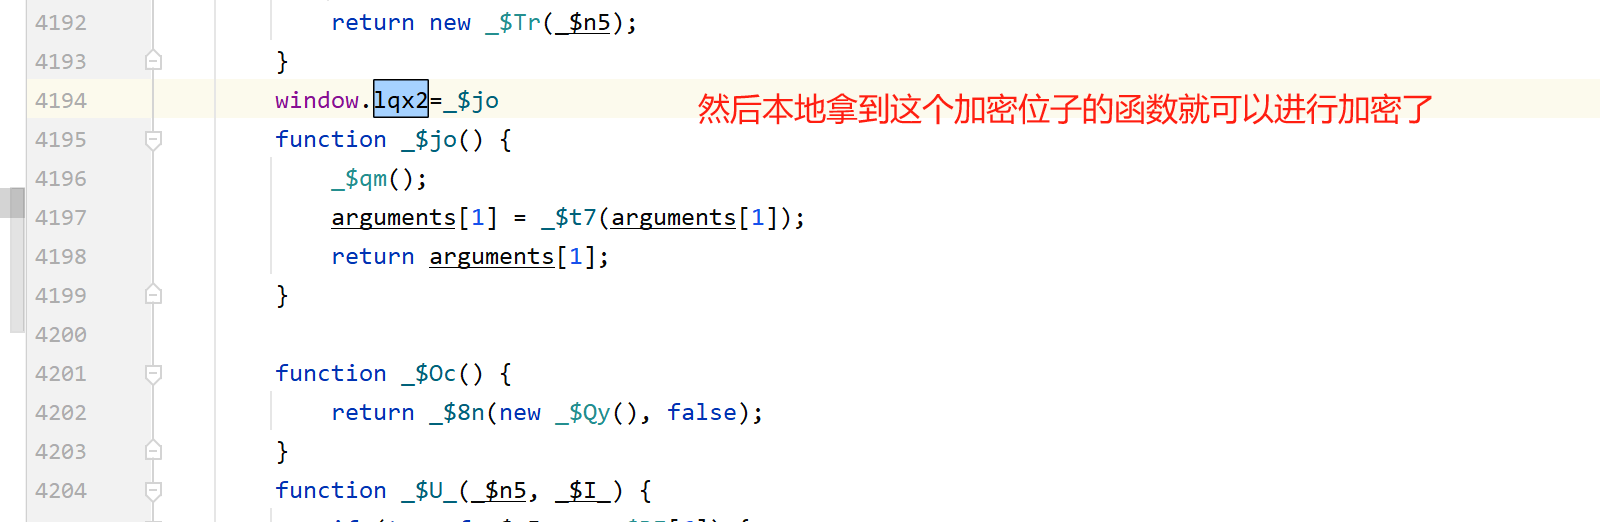 4192 return new _$Tr(_$n5);
4193 }
4194 window.lqx2=_$jo 然后本地拿到这个加密位子的函数就可以进行加密了
4195 function _$jo() {
4196 _$qm();
4197 arguments[1] = _$t7(arguments[1]);
4198 return arguments[1];
4199 }
4200
4201 function _$Oc() {
4202 return _$8n(new _$Qy(), false);
4203 }
4204 function _$U_(_$n5, _$I_) {